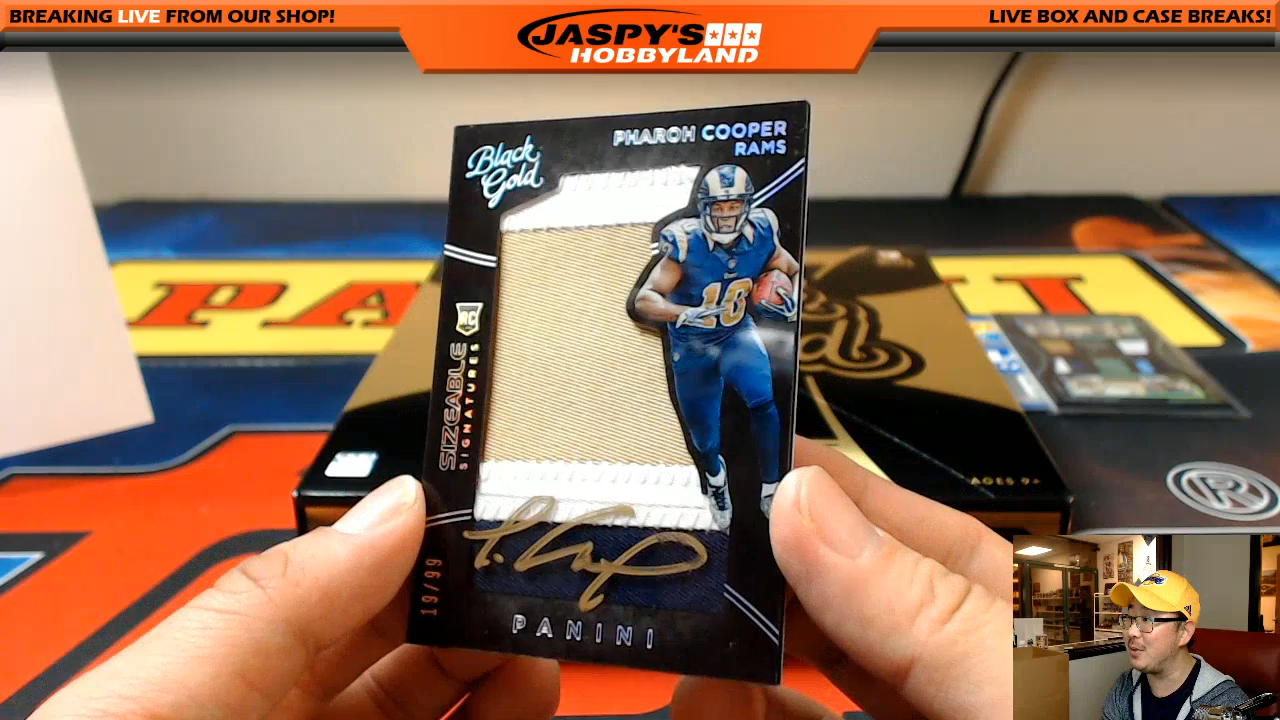 BREAKING LIVE FROM OUR SHOP!
JASPY'S
HOBBYLAND
LIVE BOX AND CASE BREAKS!
Black
Gold
PHAROH COOPER
RAMS
RC
SIZEABLE
SIGNATURES
10
19/99
PANINI
PA
I
AGES 9+
R